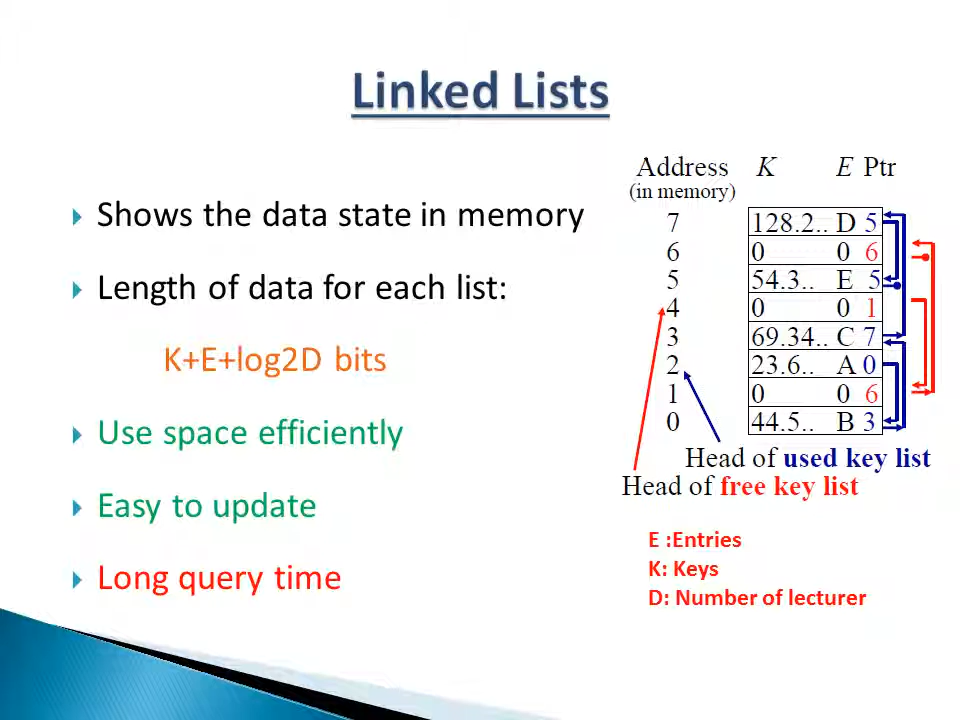 Linked Lists
Shows the data state in memory
Length of data for each list:
K+E+log2D bits
Use space efficiently
Easy to update
Long query time
Address K E Ptr
(in memory)
7 128.2.. D 5
6 0 0 6
5 54.3.. E 5
4 0 0 1
3 69.34.. C 7
2 23.6.. A 0
1 0 0 6
0 44.5.. B 3
Head of used key list
Head of free key list
E :Entries
K: Keys
D: Number of lecturer